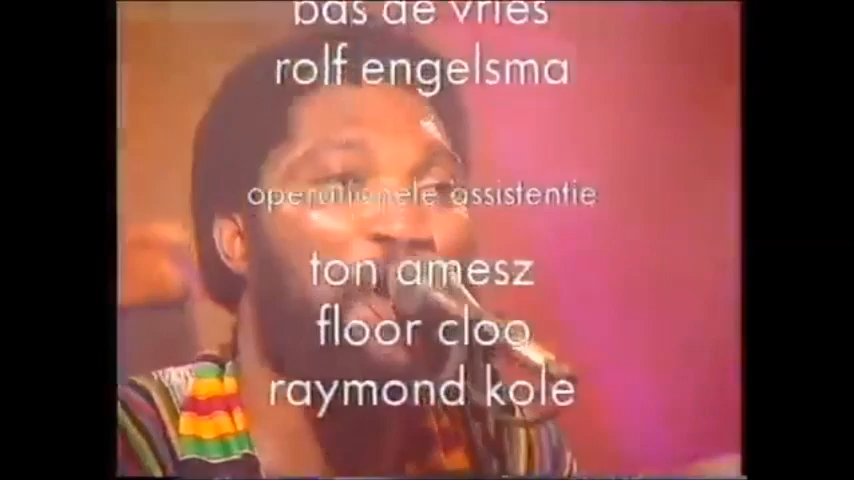 bas de vries
rolf engelsma
operationele assistentie
ton amesz
floor cloo
raymond kole